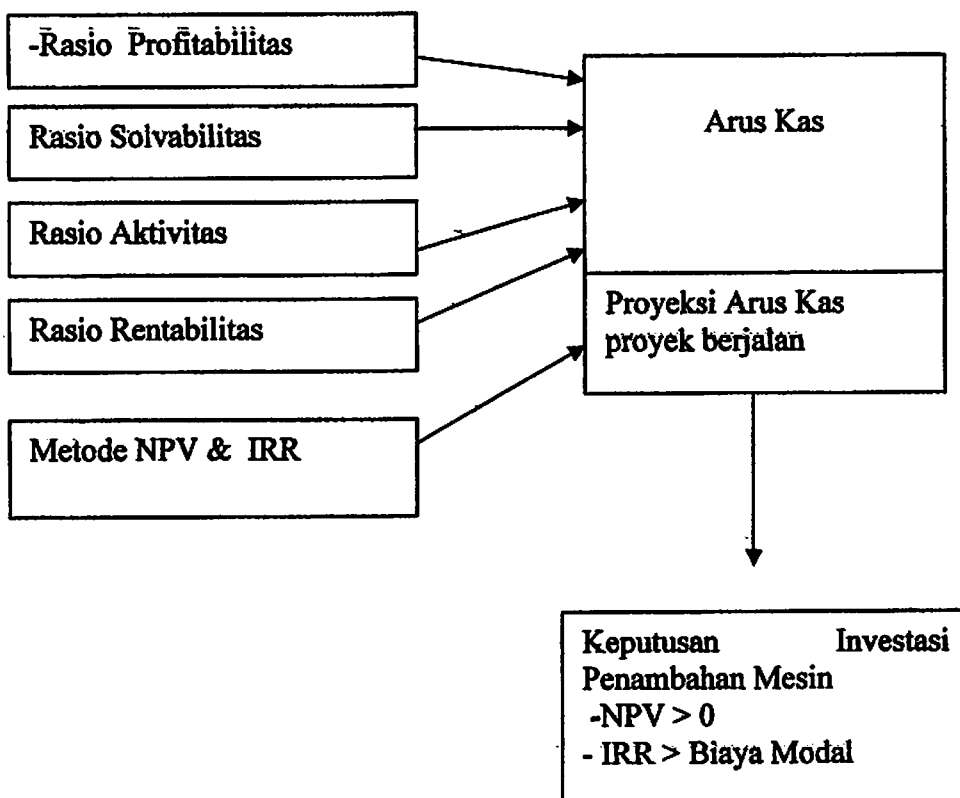 -Rasio Profitabilitas
Rasio Solvabilitas
Rasio Aktivitas
Rasio Rentabilitas
Metode NPV & IRR
Arus Kas
Proyeksi Arus Kas
proyek berjalan
Keputusan Investasi
Penambahan Mesin
-NPV > 0
- IRR > Biaya Modal